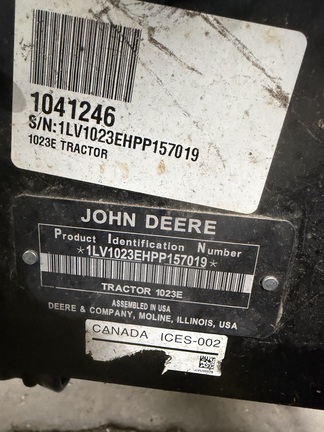 1041246
S/N:1LV1023EHPP157019
1023E TRACTOR
JOHN DEERE
Product Identification Number
*1LV1023EHPP157019*
TRACTOR 1023E
ASSEMBLED IN USA
DEERE & COMPANY, MOLINE, ILLINOIS, USA
CANADA ICES-002